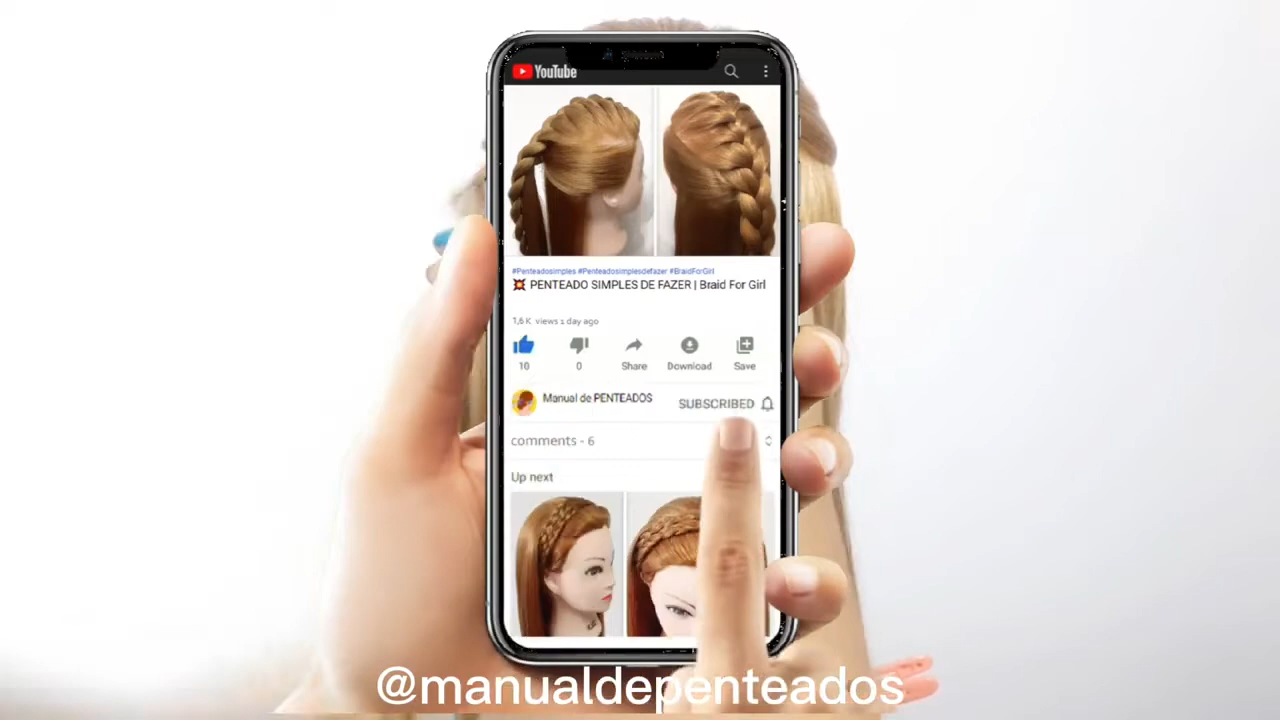 YouTube
#Penteadosimples #Penteadosimplesdefazer #BraidForGirl
PENTEADO SIMPLES DE FAZER | Braid For Girl
1,6 K views 1 day ago
10
0
Share
Download
Save
Manual de PENTEADOS
SUBSCRIBED
comments - 6
Up next
@manualdepenteados